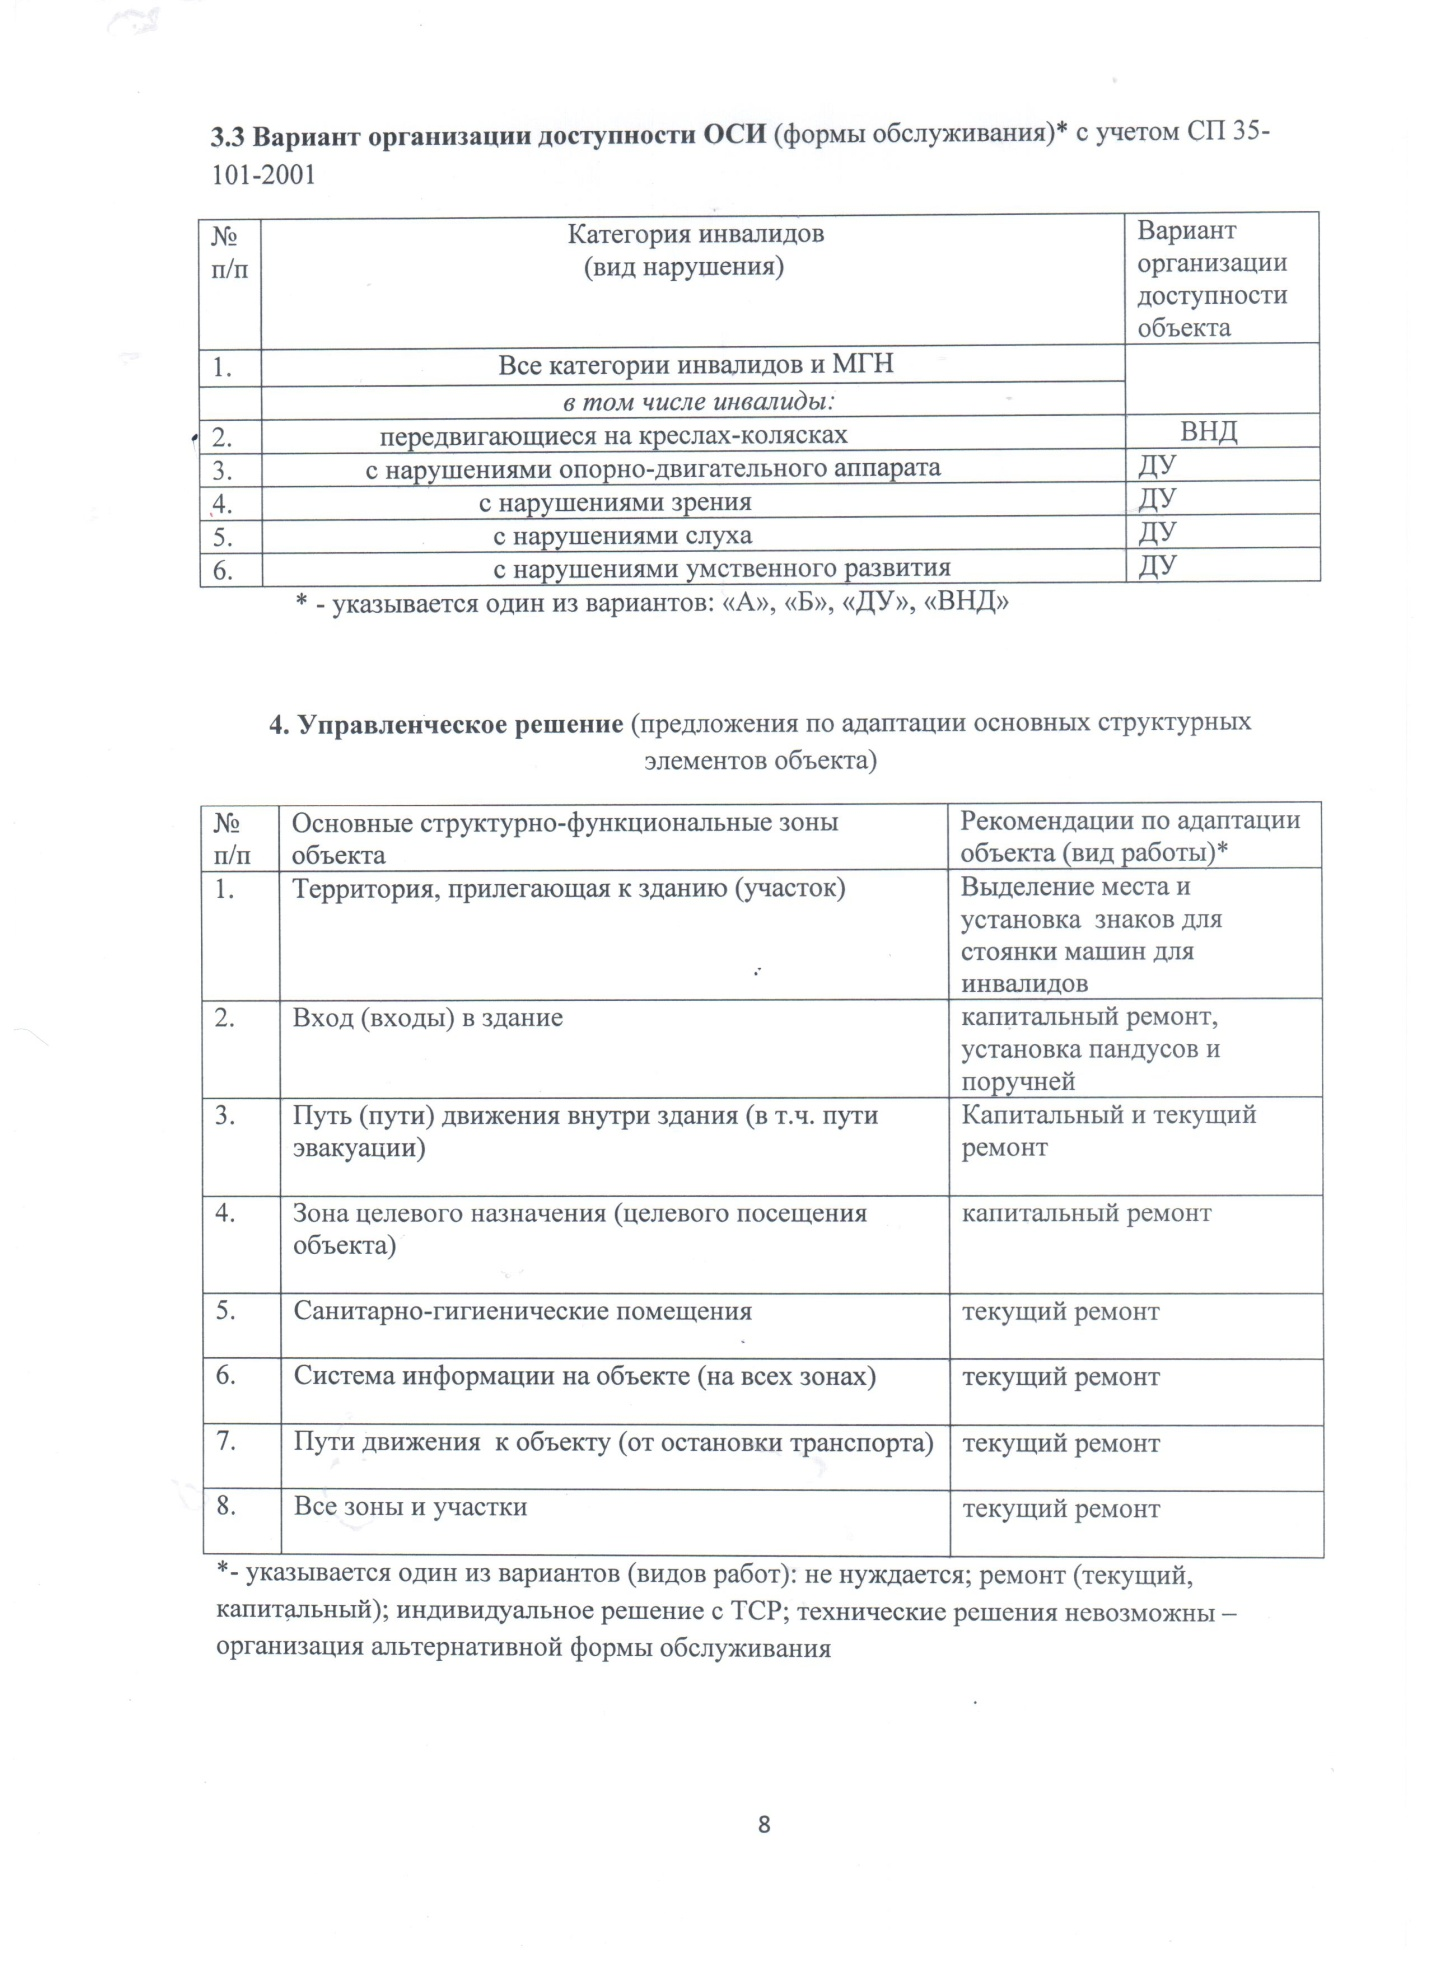 3.3 Вариант организации доступности ОСИ (формы обслуживания)* с учетом СП 35-
101-2001
№
п/п
Категория инвалидов
(вид нарушения)
Вариант
организации
доступности
объекта
1.
Все категории инвалидов и МГН
в том числе инвалиды:
2.
передвигающиеся на креслах-колясках
ВНД
3.
с нарушениями опорно-двигательного аппарата
ДУ
4.
с нарушениями зрения
ДУ
5.
с нарушениями слуха
ДУ
6.
с нарушениями умственного развития
ДУ
* - указывается один из вариантов: «А», «Б», «ДУ», «ВНД»
4. Управленческое решение (предложения по адаптации основных структурных
элементов объекта)
№
п/п
Основные структурно-функциональные зоны
объекта
Рекомендации по адаптации
объекта (вид работы)*
1.
Территория, прилегающая к зданию (участок)
Выделение места и
установка знаков для
стоянки машин для
инвалидов
2.
Вход (входы) в здание
капитальный ремонт,
установка пандусов и
поручней
3.
Путь (пути) движения внутри здания (в т.ч. пути
эвакуации)
Капитальный и текущий
ремонт
4.
Зона целевого назначения (целевого посещения
объекта)
капитальный ремонт
5.
Санитарно-гигиенические помещения
текущий ремонт
6.
Система информации на объекте (на всех зонах)
текущий ремонт
7.
Пути движения к объекту (от остановки транспорта)
текущий ремонт
8.
Все зоны и участки
текущий ремонт
*- указывается один из вариантов (видов работ): не нуждается; ремонт (текущий,
капитальный); индивидуальное решение с ТСР; технические решения невозможны –
организация альтернативной формы обслуживания
8